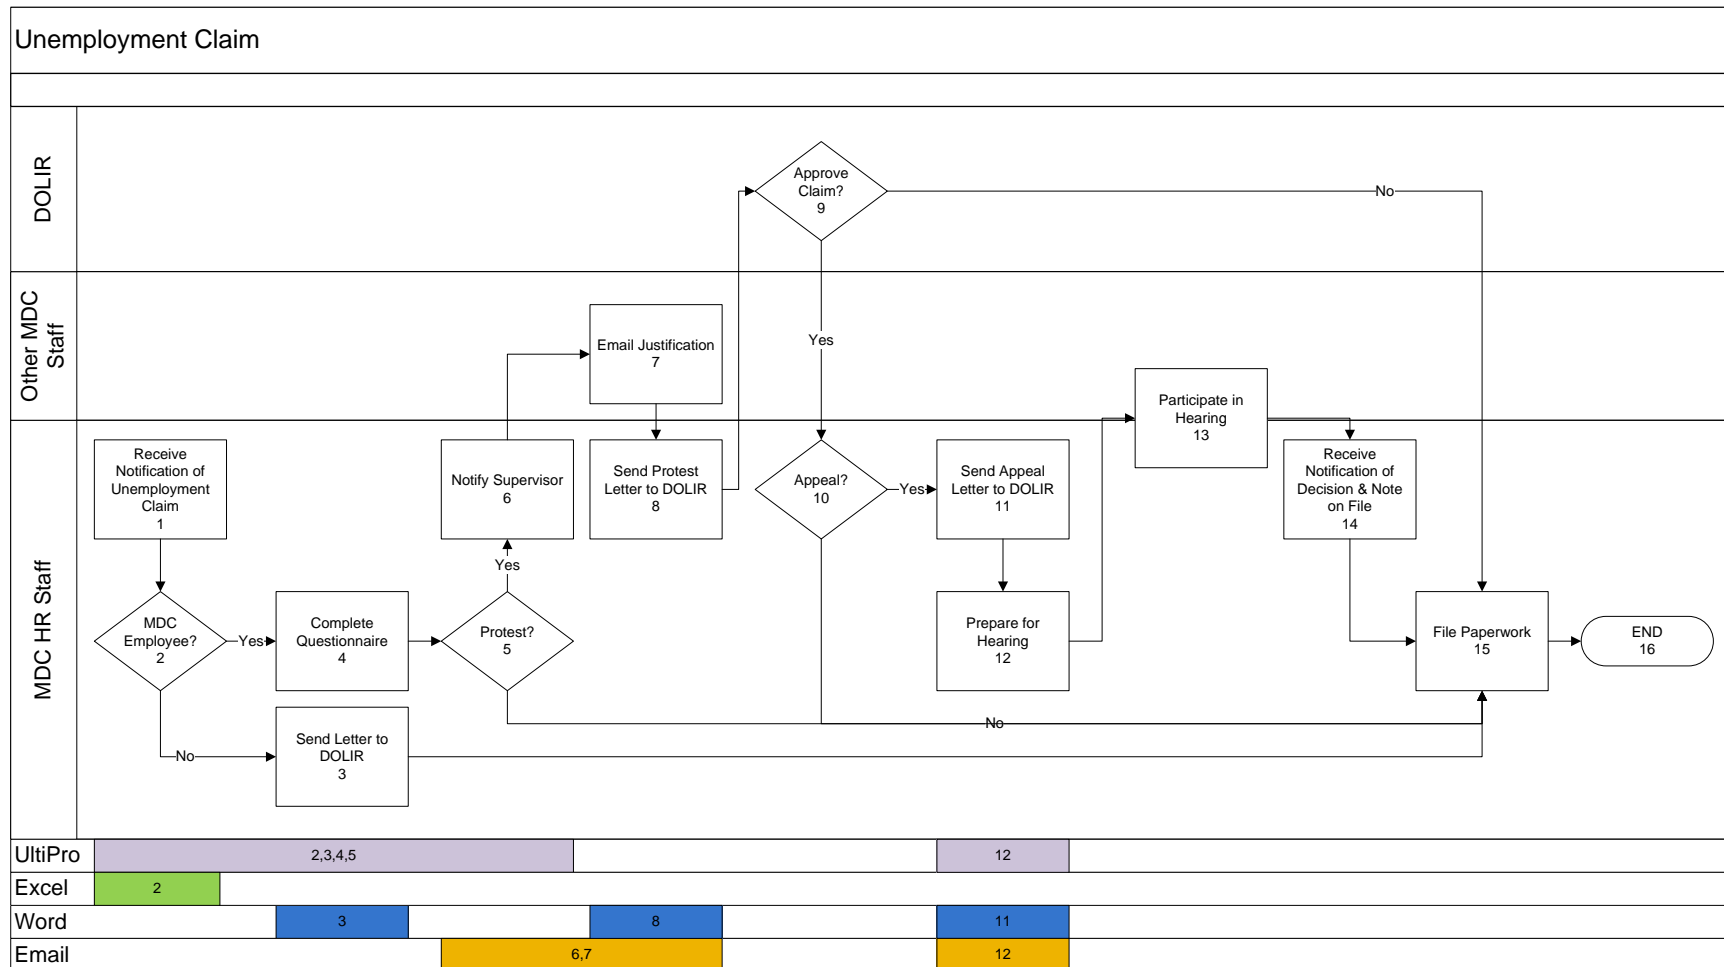 Unemployment Claim
DOLIR
Approve
Claim?
9
No
Other MDC
Staff
Email Justification
7
Yes
Participate in
Hearing
13
MDC HR Staff
Receive
Notification of
Unemployment
Claim
1
Notify Supervisor
6
Send Protest
Letter to DOLIR
8
Appeal?
10
Yes
Send Appeal
Letter to DOLIR
11
Receive
Notification of
Decision & Note
on File
14
Yes
MDC
Employee?
2
Yes
Complete
Questionnaire
4
Protest?
5
Prepare for
Hearing
12
File Paperwork
15
END
16
No
No
Send Letter to
DOLIR
3
UltiPro
2,3,4,5
12
Excel
2
Word
3
8
11
Email
6,7
12